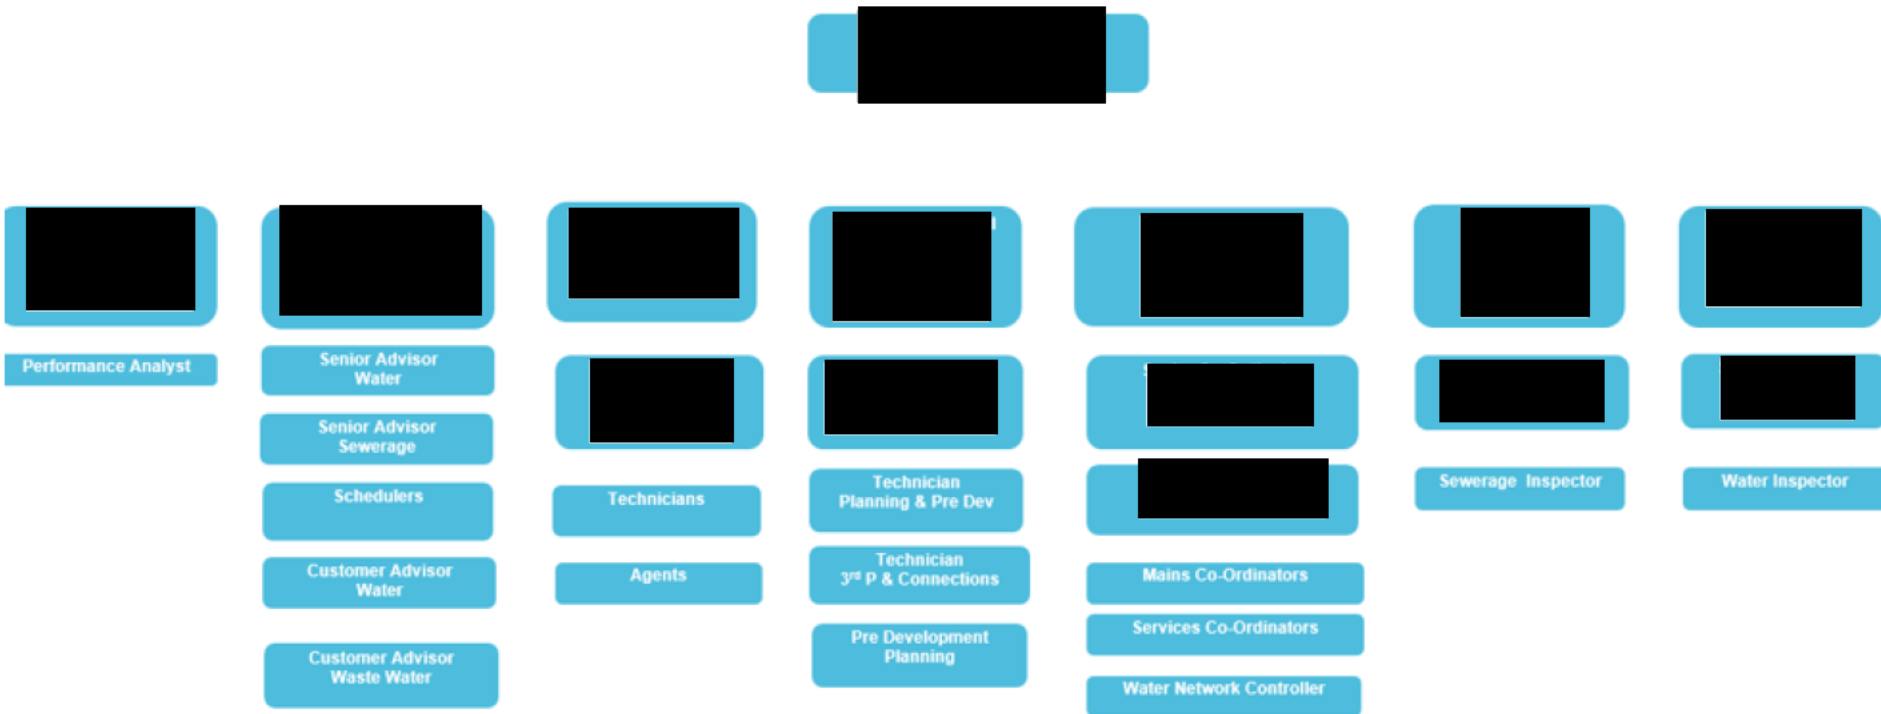 Performance Analyst
Senior Advisor
Water
Senior Advisor
Sewerage
Schedulers
Customer Advisor
Water
Customer Advisor
Waste Water
Technicians
Agents
Technician
Planning & Pre Dev
Technician
3rd P & Connections
Pre Development
Planning
Mains Co-Ordinators
Services Co-Ordinators
Water Network Controller
Sewerage Inspector
Water Inspector